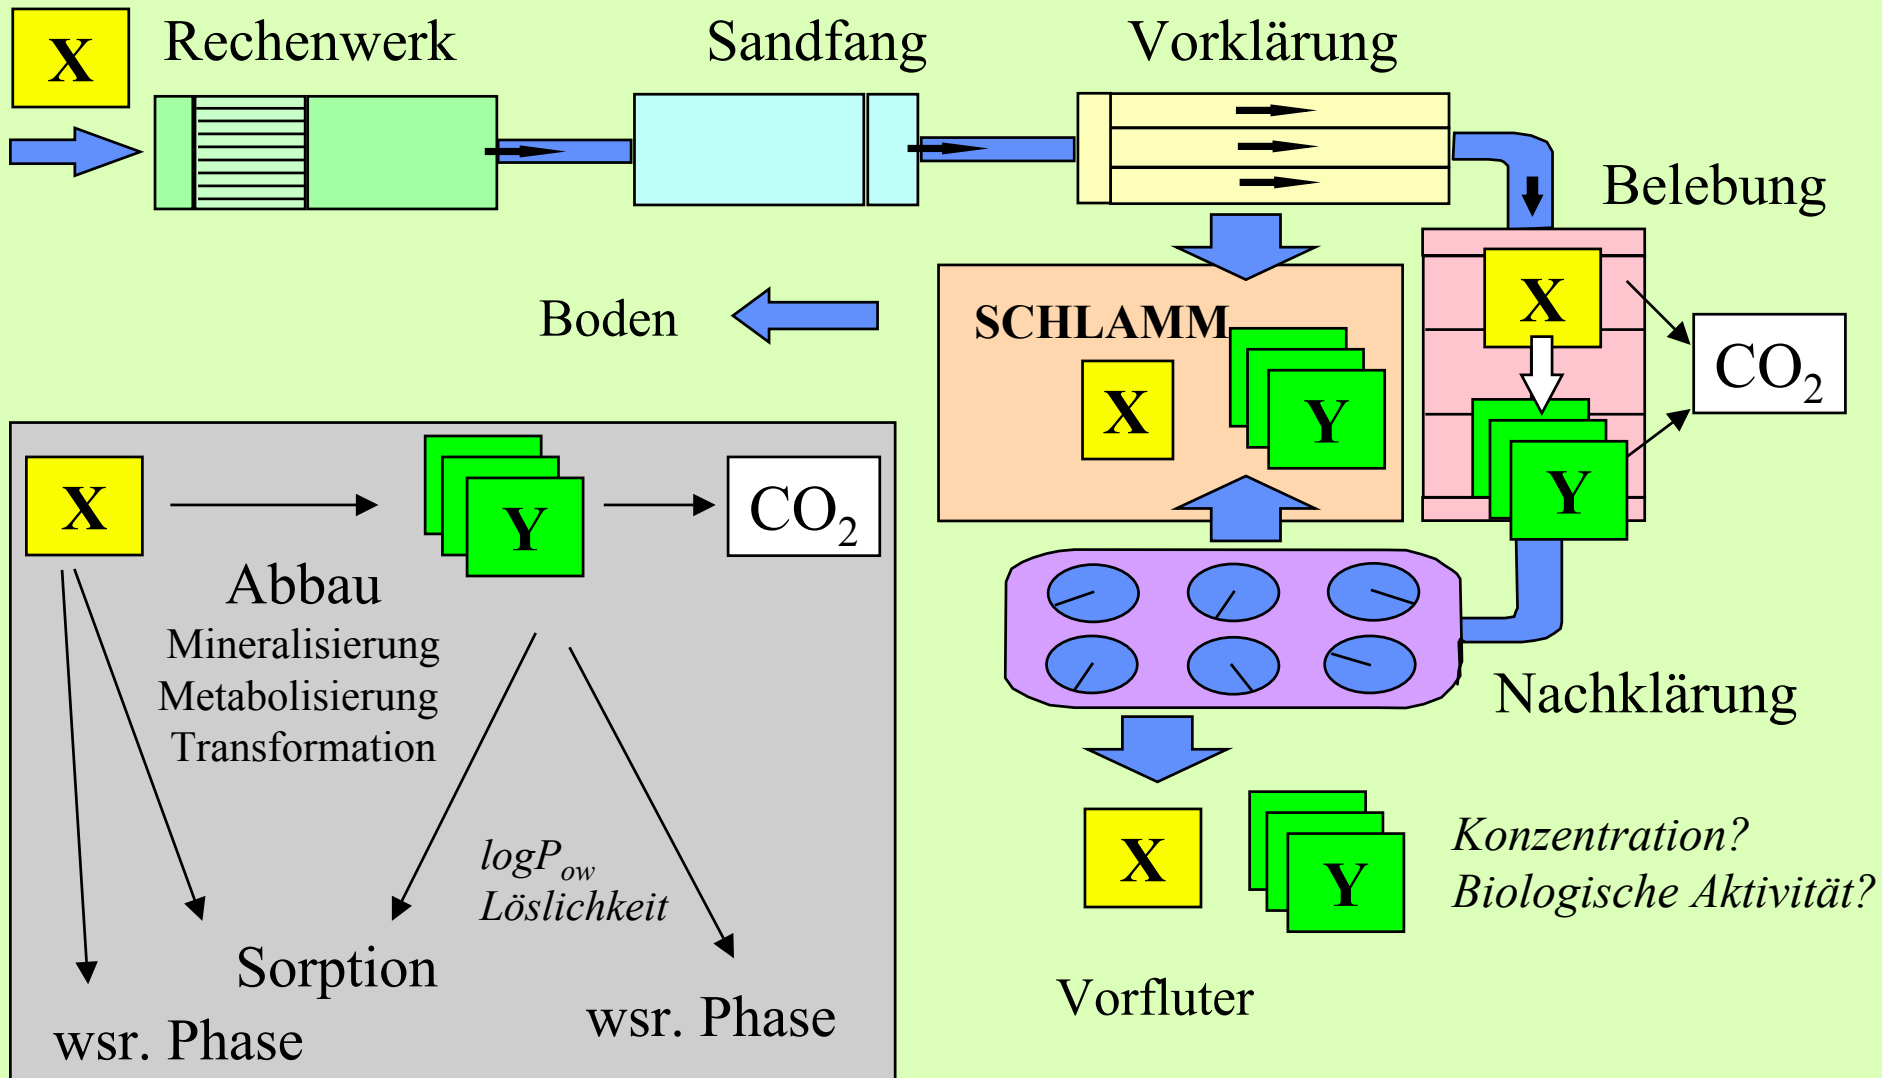 X
Rechenwerk
Sandfang
Vorklärung
Belebung
X
CO₂
Y
Boden
SCHLAMM
X
Y
Nachklärung
X
Y
Konzentration?
Biologische Aktivität?
Vorfluter
X
Y
CO₂
Abbau
Mineralisierung
Metabolisierung
Transformation
logPow
Löslichkeit
Sorption
wsr. Phase
wsr. Phase